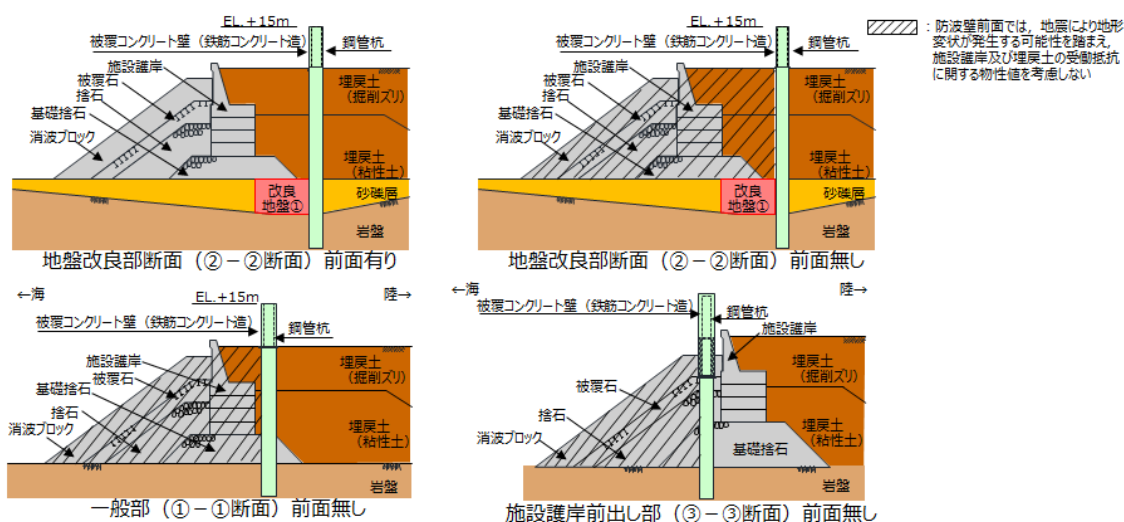 EL.+15m
被覆コンクリート壁（鉄筋コンクリート造）
鋼管杭
施設護岸
被覆石
捨石
基礎捨石
消波ブロック
埋戻土
（掘削ズリ）
埋戻土
（粘性土）
改良
地盤①
砂礫層
岩盤
地盤改良部断面（②－②断面）前面有り
EL.+15m
被覆コンクリート壁（鉄筋コンクリート造）
鋼管杭
施設護岸
被覆石
捨石
基礎捨石
消波ブロック
埋戻土
（掘削ズリ）
埋戻土
（粘性土）
改良
地盤①
砂礫層
岩盤
地盤改良部断面（②－②断面）前面無し
：防波壁前面では，地震により地形
変状が発生する可能性を踏まえ，
施設護岸及び埋戻土の受働抵抗
に関する物性値を考慮しない
←海
陸→
EL.+15m
被覆コンクリート壁（鉄筋コンクリート造）
鋼管杭
施設護岸
被覆石
基礎捨石
捨石
消波ブロック
埋戻土
（掘削ズリ）
埋戻土
（粘性土）
岩盤
一般部（①－①断面）前面無し
←海
陸→
EL.+15m
被覆コンクリート壁（鉄筋コンクリート造）
鋼管杭
施設護岸
被覆石
捨石
消波ブロック
埋戻土
（掘削ズリ）
埋戻土
（粘性土）
基礎捨石
岩盤
施設護岸前出し部（③－③断面）前面無し